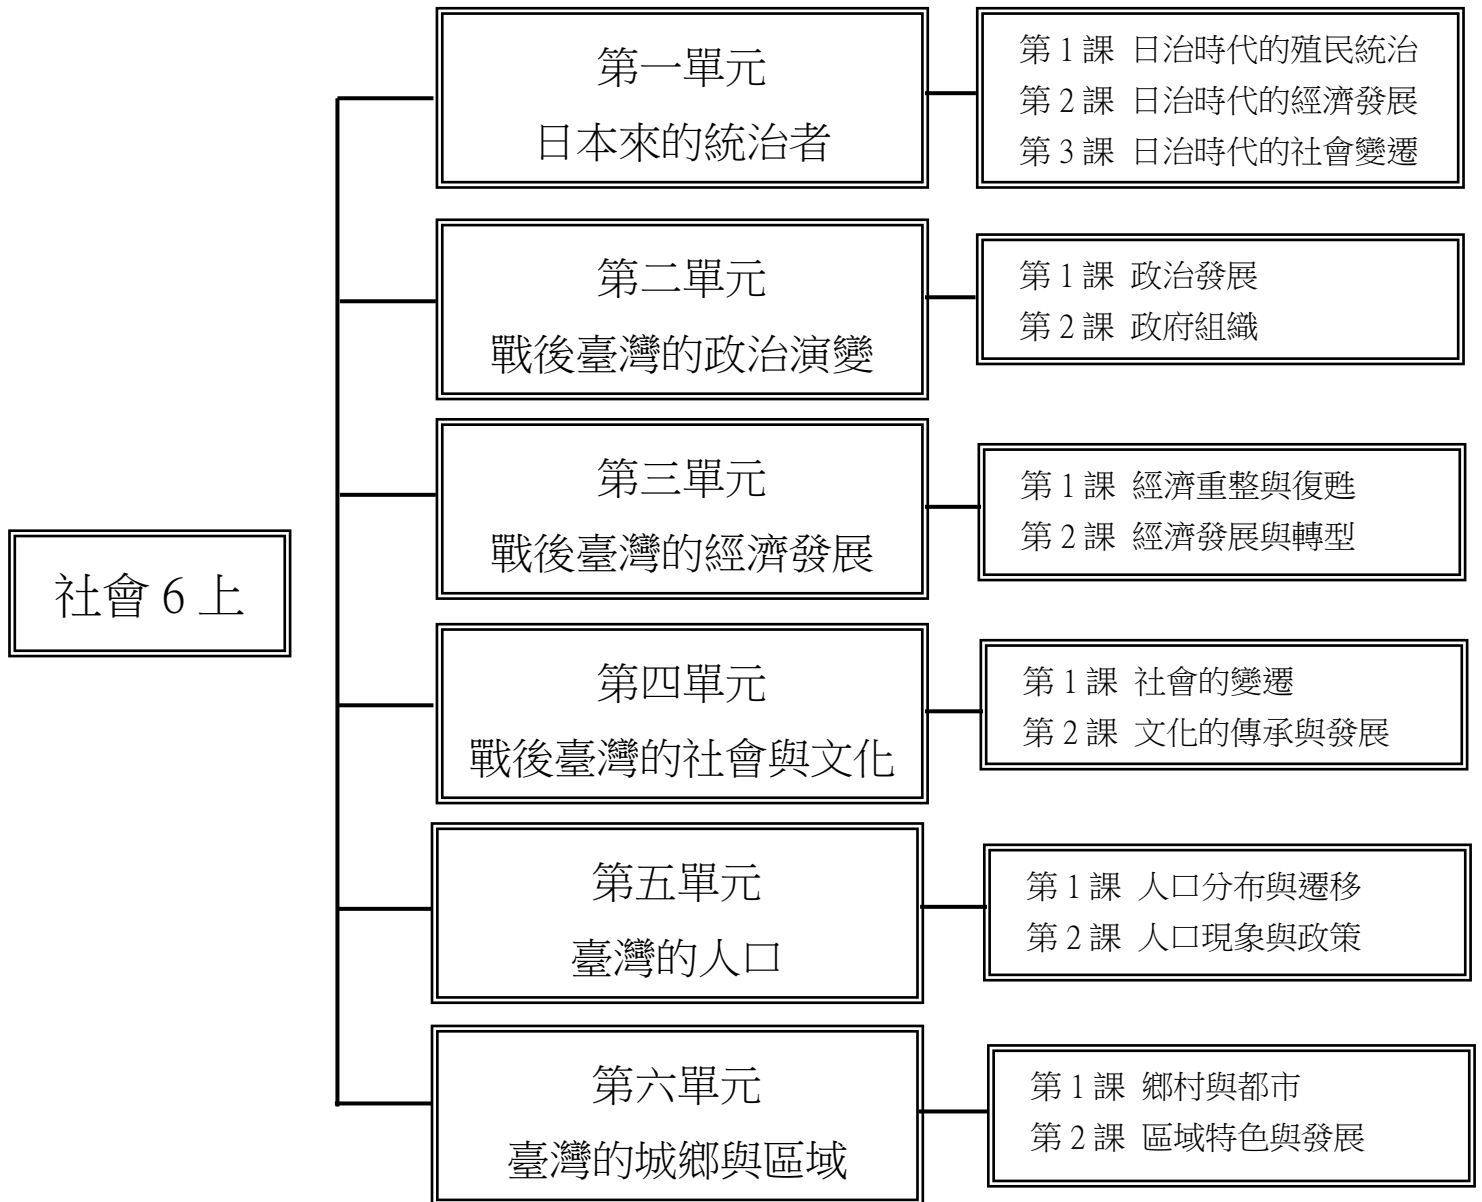 社會 6 上
第一單元
日本來的統治者
第 1 課 日治時代的殖民統治
第 2 課 日治時代的經濟發展
第 3 課 日治時代的社會變遷
第二單元
戰後臺灣的政治演變
第 1 課 政治發展
第 2 課 政府組織
第三單元
戰後臺灣的經濟發展
第 1 課 經濟重整與復甦
第 2 課 經濟發展與轉型
第四單元
戰後臺灣的社會與文化
第 1 課 社會的變遷
第 2 課 文化的傳承與發展
第五單元
臺灣的人口
第 1 課 人口分布與遷移
第 2 課 人口現象與政策
第六單元
臺灣的城鄉與區域
第 1 課 鄉村與都市
第 2 課 區域特色與發展